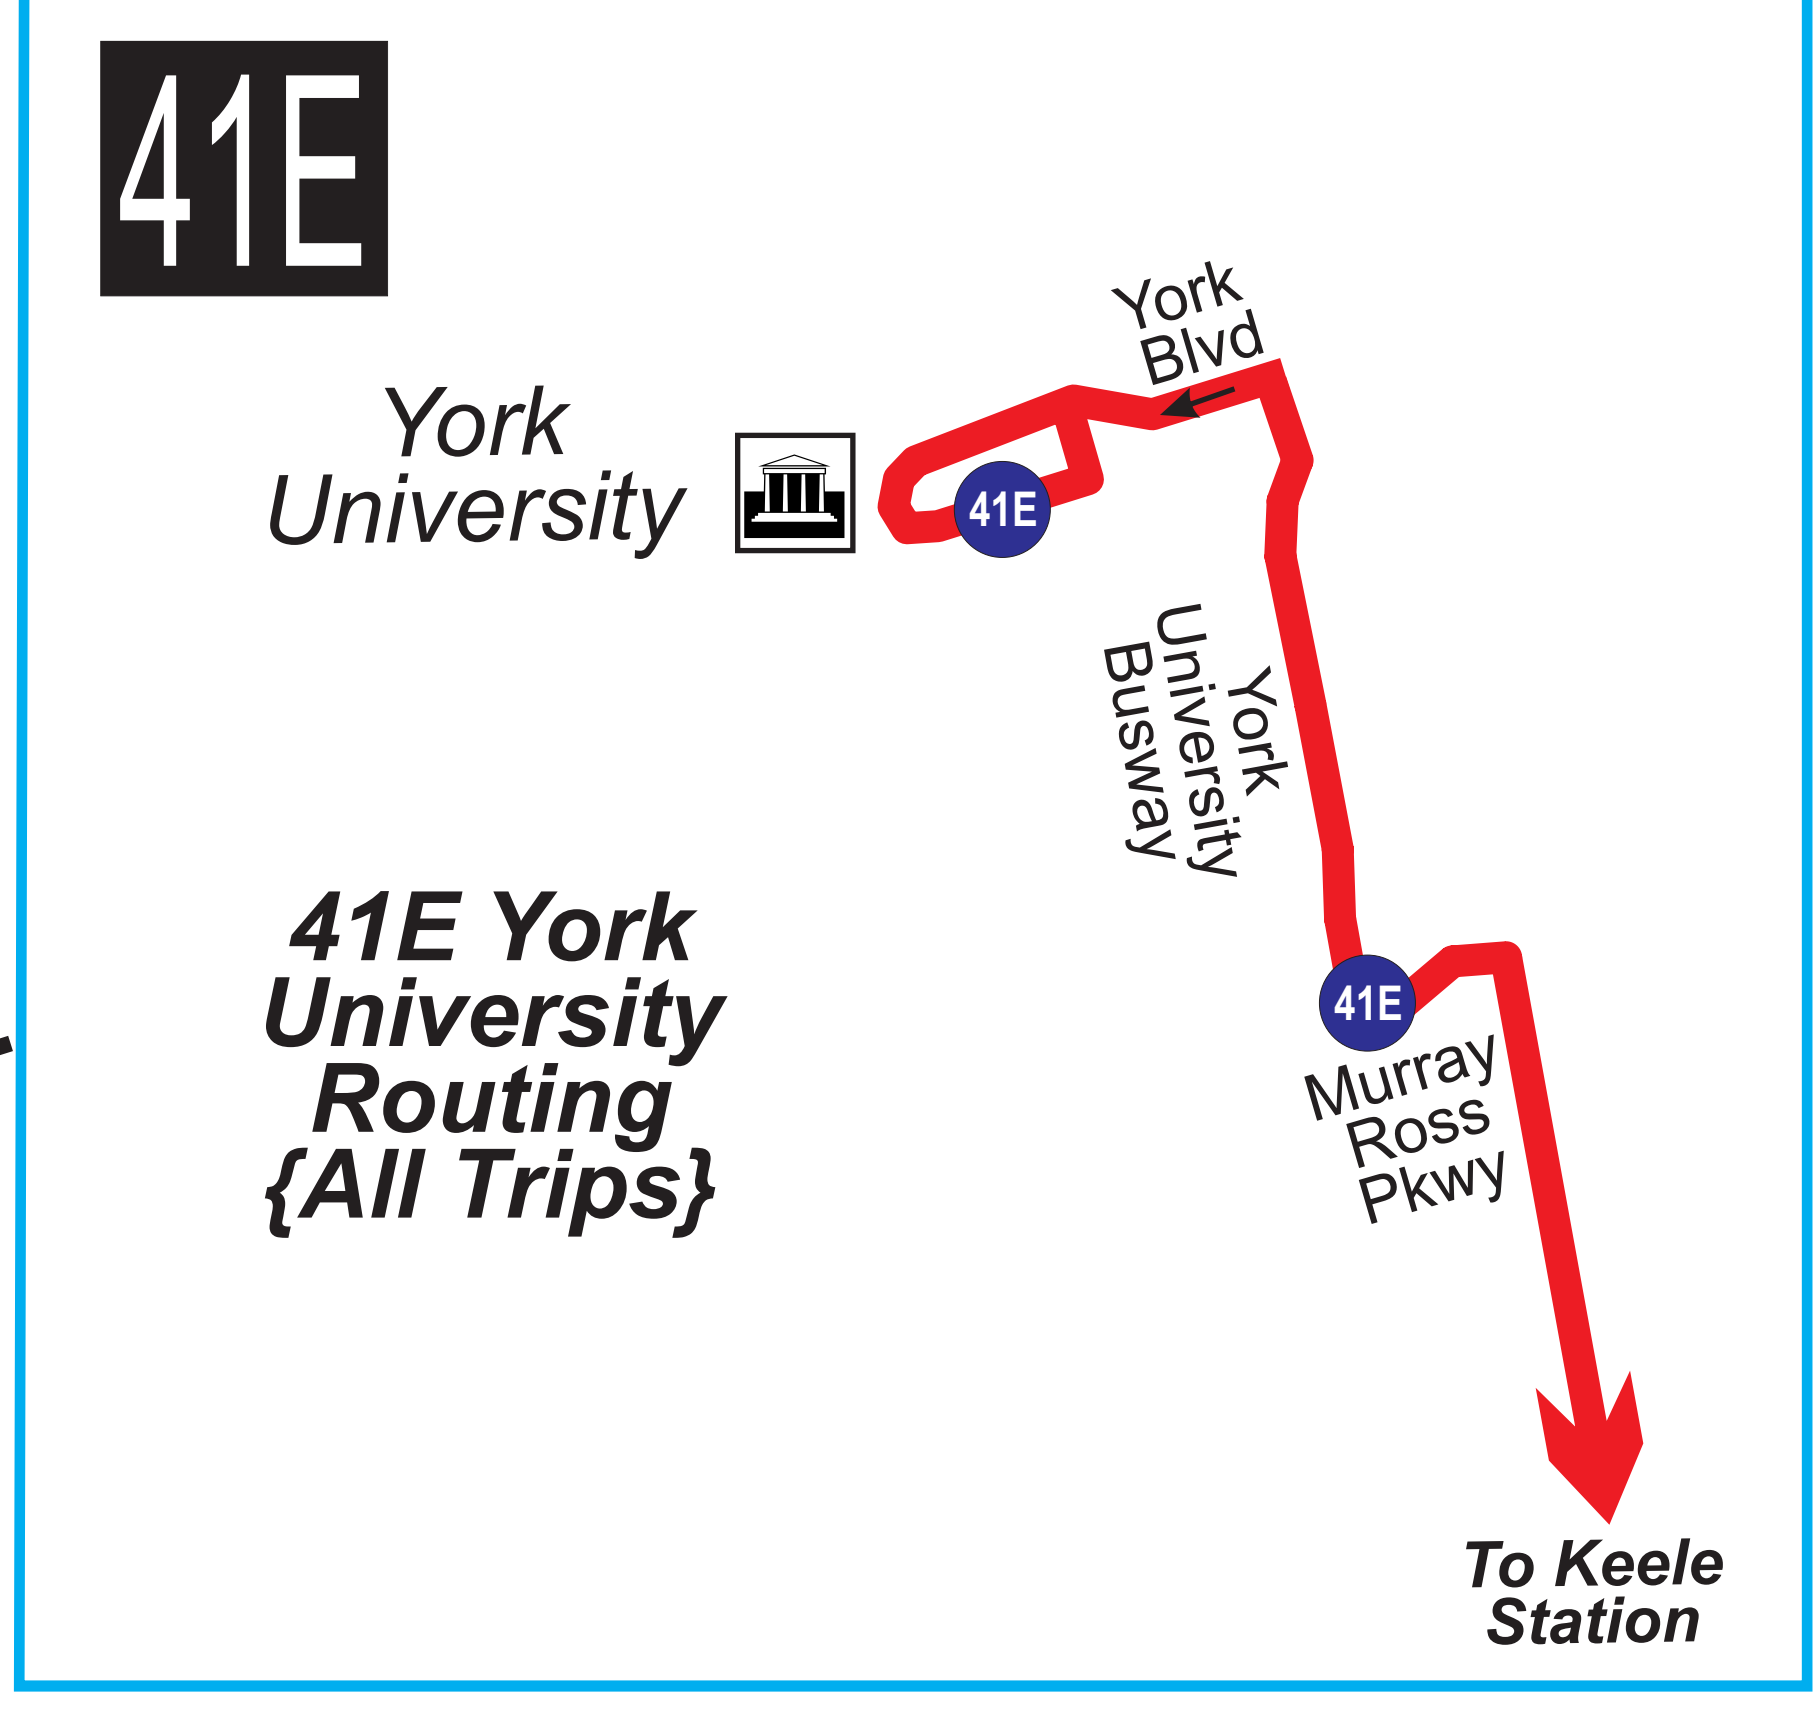 41E
York
Blvd
York
University
41E
York
University
Busway
41E York
University
Routing
{All Trips}
41E
Murray
Ross
Pkwy
To Keele
Station